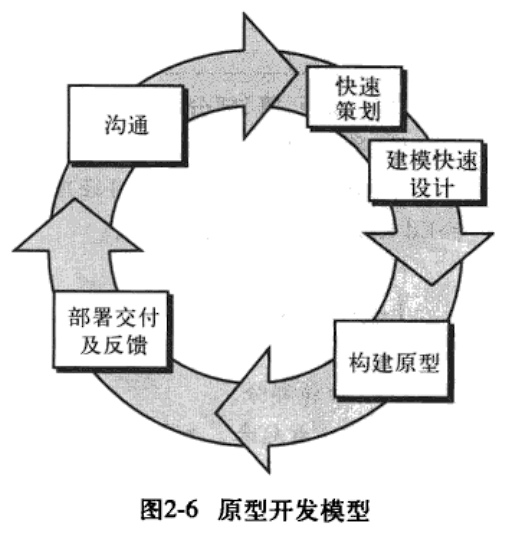 沟通
快速
策划
建模快速
设计
构建原型
部署交付
及反馈
图2-6 原型开发模型